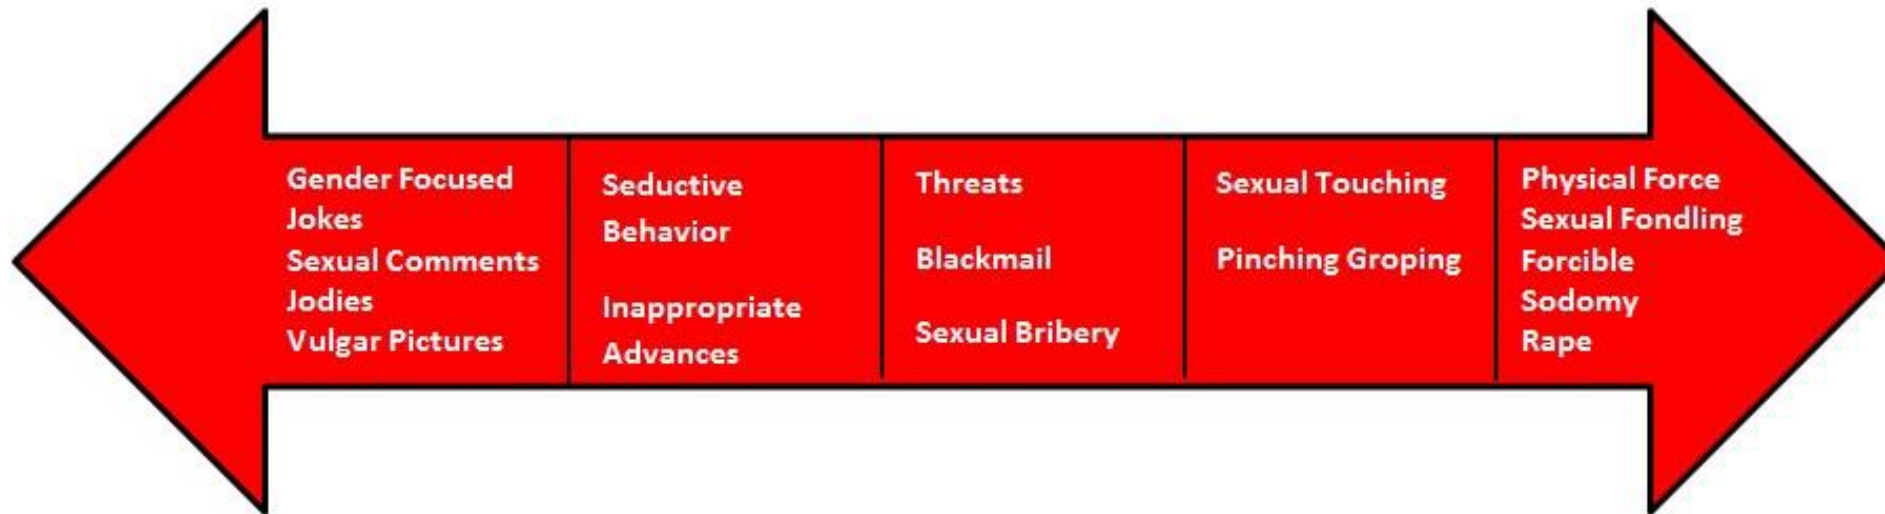 Gender Focused
Jokes
Sexual Comments
Jodies
Vulgar Pictures
Seductive
Behavior
Inappropriate
Advances
Threats
Blackmail
Sexual Bribery
Sexual Touching
Pinching Groping
Physical Force
Sexual Fondling
Forcible
Sodomy
Rape